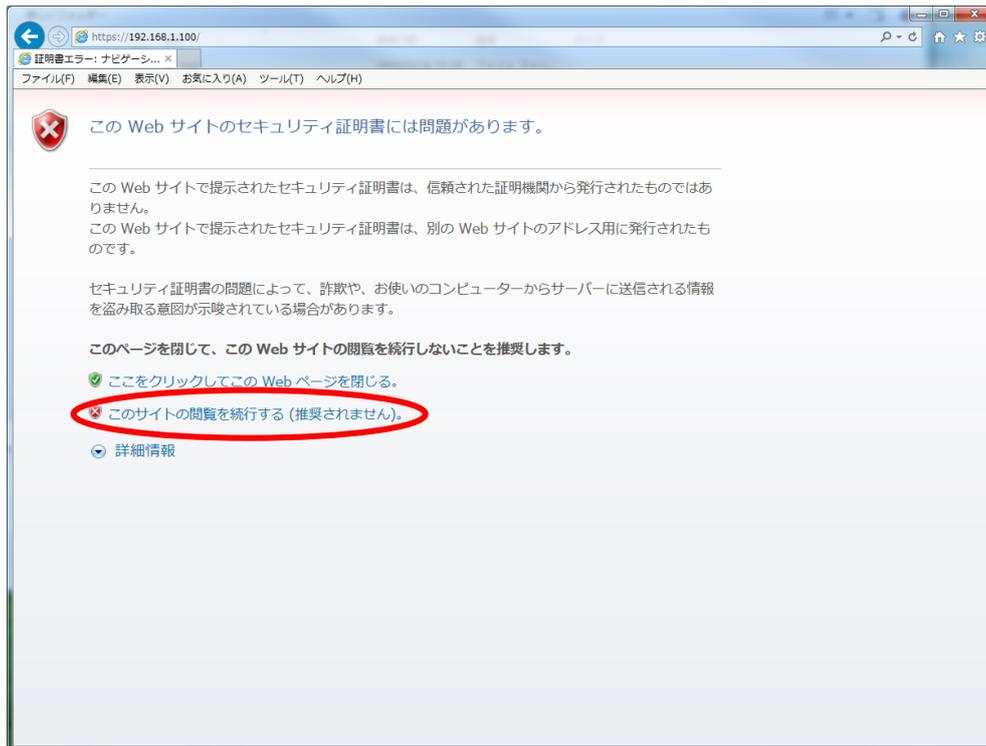 https://192.168.1.100/
証明書エラー: ナビゲーシ...
ファイル(F) 編集(E) 表示(V) お気に入り(A) ツール(T) ヘルプ(H)
この Web サイトのセキュリティ証明書には問題があります。
この Web サイトで提示されたセキュリティ証明書は、信頼された証明機関から発行されたものではあ
りません。
この Web サイトで提示されたセキュリティ証明書は、別の Web サイトのアドレス用に発行されたも
のです。
セキュリティ証明書の問題によって、詐欺や、お使いのコンピューターからサーバーに送信される情報
を盗み取る意図が示唆されている場合があります。
このページを閉じて、この Web サイトの閲覧を続行しないことを推奨します。
ここをクリックしてこの Web ページを閉じる。
このサイトの閲覧を続行する (推奨されません)。
詳細情報